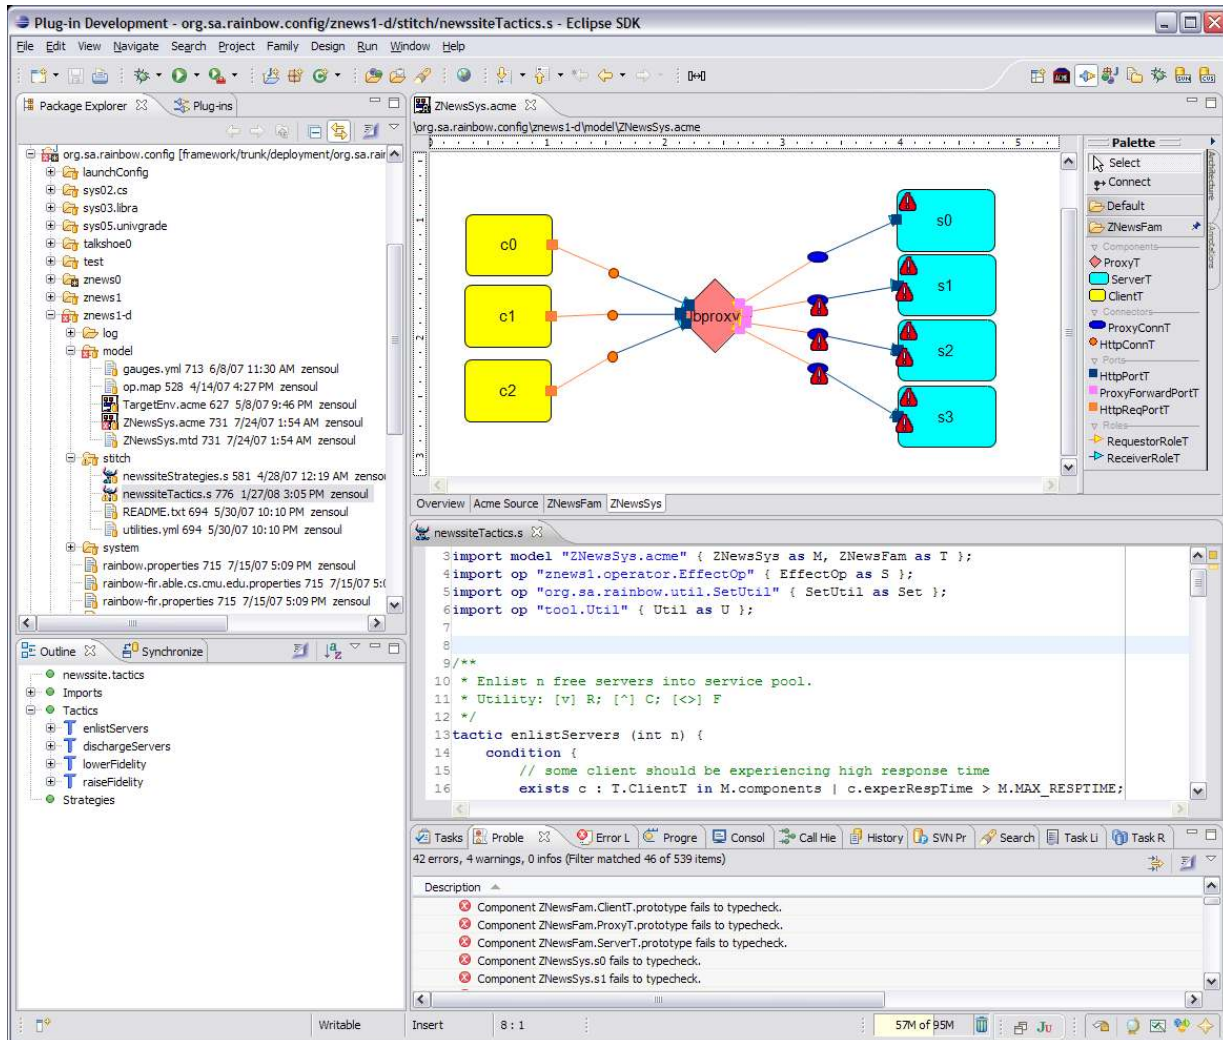 Plug-in Development - org.sa.rainbow.config/znews1-d/stitch/newssiteTactics.s - Eclipse SDK
File Edit View Navigate Search Project Family Design Run Window Help
Package Explorer Plug-ins
org.sa.rainbow.config [framework/trunk/deployment/org.sa.rair
launchConfig
sys02.cs
sys03.libra
sys05.univgrade
talkshoe0
test
znews0
znews1
znews1-d
log
model
gauges.yml 713 6/8/07 11:30 AM zensoul
op.map 528 4/14/07 4:27 PM zensoul
TargetEnv.acme 627 5/8/07 9:46 PM zensoul
ZNewsSys.acme 731 7/24/07 1:54 AM zensoul
ZNewsSys.mtd 731 7/24/07 1:54 AM zensoul
stitch
newssiteStrategies.s 581 4/28/07 12:19 AM zensou
newssiteTactics.s 776 1/27/08 3:05 PM zensoul
README.txt 694 5/30/07 10:10 PM zensoul
utilities.yml 694 5/30/07 10:10 PM zensoul
system
rainbow.properties 715 7/15/07 5:09 PM zensoul
rainbow-fir.able.cs.cmu.edu.properties 715 7/15/07 5:0
rainbow-fir.properties 715 7/15/07 5:09 PM zensoul
Outline Synchronize
newssite.tactics
Imports
Tactics
enlistServers
dischargeServers
lowerFidelity
raiseFidelity
Strategies
ZNewsSys.acme
\org.sa.rainbow.config\znews1-d\model\ZNewsSys.acme
0 1 2 3 4 5
1
2
3
c0
c1
c2
bproxy
s0
s1
s2
s3
Palette
Select
Connect
Default
ZNewsFam
Components
ProxyT
ServerT
ClientT
Connectors
ProxyConnT
HttpConnT
Ports
HttpPortT
ProxyForwardPortT
HttpReqPortT
Roles
RequestorRoleT
ReceiverRoleT
Architecture
Annotations
Overview Acme Source ZNewsFam ZNewsSys
newssiteTactics.s
3 import model "ZNewsSys.acme" { ZNewsSys as M, ZNewsFam as T };
4 import op "znews1.operator.EffectOp" { EffectOp as S };
5 import op "org.sa.rainbow.util.SetUtil" { SetUtil as Set };
6 import op "tool.Util" { Util as U };
7
8
9 /**
10 * Enlist n free servers into service pool.
11 * Utility: [v] R; [^] C; [<>] F
12 */
13 tactic enlistServers (int n) {
14 condition {
15 // some client should be experiencing high response time
16 exists c : T.ClientT in M.components | c.experRespTime > M.MAX_RESPTIME;
Tasks Proble Error L Progre Consol Call Hie History SVN Pr Search Task Li Task R
42 errors, 4 warnings, 0 infos (Filter matched 46 of 539 items)
Description
Component ZNewsFam.ClientT.prototype fails to typecheck.
Component ZNewsFam.ProxyT.prototype fails to typecheck.
Component ZNewsFam.ServerT.prototype fails to typecheck.
Component ZNewsSys.s0 fails to typecheck.
Component ZNewsSys.s1 fails to typecheck.
Writable Insert 8 : 1 57M of 95M